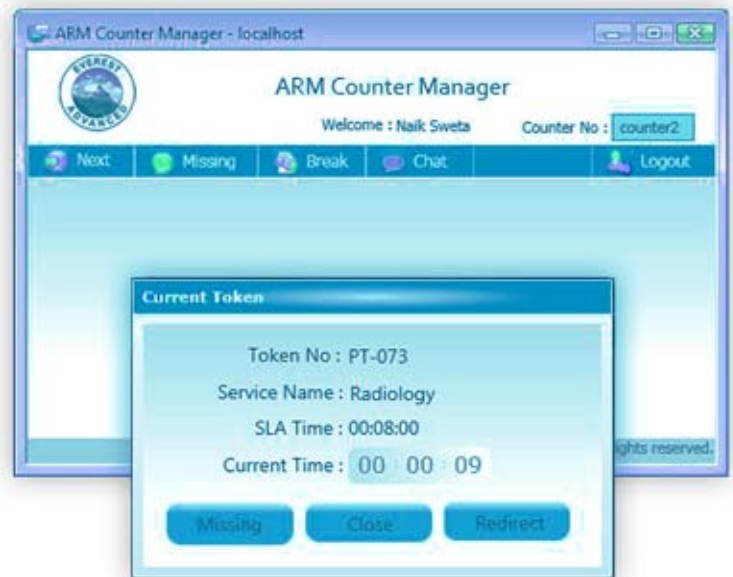 ARM Counter Manager - localhost
EVEREST
ADVANCED
ARM Counter Manager
Welcome : Naik Sweta Counter No : counter2
Next Missing Break Chat Logout
Current Token
Token No : PT-073
Service Name : Radiology
SLA Time : 00:08:00
Current Time : 00 : 00 : 09
reserved.
Missing Close Redirect